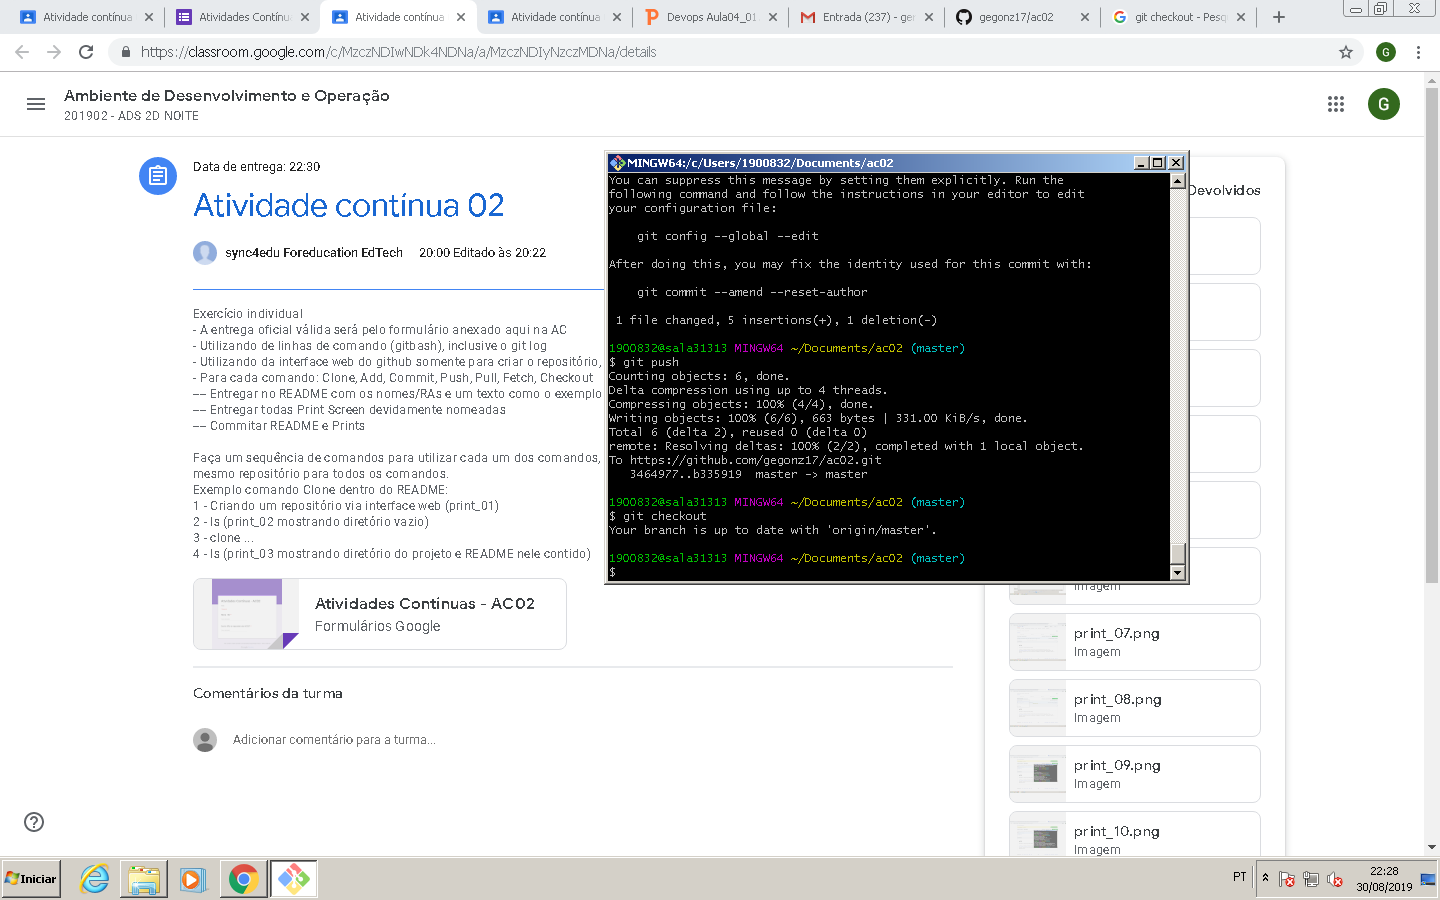 Atividade contínua
Atividades Contínu
Atividade contínua
Atividade contínua
Devops Aula04_01
Entrada (237) - ger
gegonz17/ac02
git checkout - Pesq
https://classroom.google.com/c/MzczNDIwNDk4NDNa/a/MzczNDIyNzczMDNa/details
G
Ambiente de Desenvolvimento e Operação
201902 - ADS 2D NOITE
G
Data de entrega: 22:30
Atividade contínua 02
sync4edu Foreducation EdTech 20:00 Editado às 20:22
Exercício individual
- A entrega oficial válida será pelo formulário anexado aqui na AC
- Utilizando de linhas de comando (gitbash), inclusive o git log
- Utilizando da interface web do github somente para criar o repositório,
- Para cada comando: Clone, Add, Commit, Push, Pull, Fetch, Checkout
–– Entregar no README com os nomes/RAs e um texto como o exemplo
–– Entregar todas Print Screen devidamente nomeadas
–– Commitar README e Prints
Faça um sequência de comandos para utilizar cada um dos comandos,
mesmo repositório para todos os comandos.
Exemplo comando Clone dentro do README:
1 - Criando um repositório via interface web (print_01)
2 - ls (print_02 mostrando diretório vazio)
3 - clone ...
4 - ls (print_03 mostrando diretório do projeto e README nele contido)
Atividades Contínuas - AC02
Formulários Google
Comentários da turma
Adicionar comentário para a turma...
MINGW64:/c/Users/1900832/Documents/ac02
You can suppress this message by setting them explicitly. Run the
following command and follow the instructions in your editor to edit
your configuration file:
git config --global --edit
After doing this, you may fix the identity used for this commit with:
git commit --amend --reset-author
1 file changed, 5 insertions(+), 1 deletion(-)
1900832@sala31313 MINGW64 ~/Documents/ac02 (master)
$ git push
Counting objects: 6, done.
Delta compression using up to 4 threads.
Compressing objects: 100% (4/4), done.
Writing objects: 100% (6/6), 663 bytes | 331.00 KiB/s, done.
Total 6 (delta 2), reused 0 (delta 0)
remote: Resolving deltas: 100% (2/2), completed with 1 local object.
To https://github.com/gegonz17/ac02.git
3464977..b335919 master -> master
1900832@sala31313 MINGW64 ~/Documents/ac02 (master)
$ git checkout
Your branch is up to date with 'origin/master'.
1900832@sala31313 MINGW64 ~/Documents/ac02 (master)
$
Devolvidos
Imagem
print_07.png
Imagem
print_08.png
Imagem
print_09.png
Imagem
print_10.png
Imagem
Iniciar
PT
22:28
30/08/2019